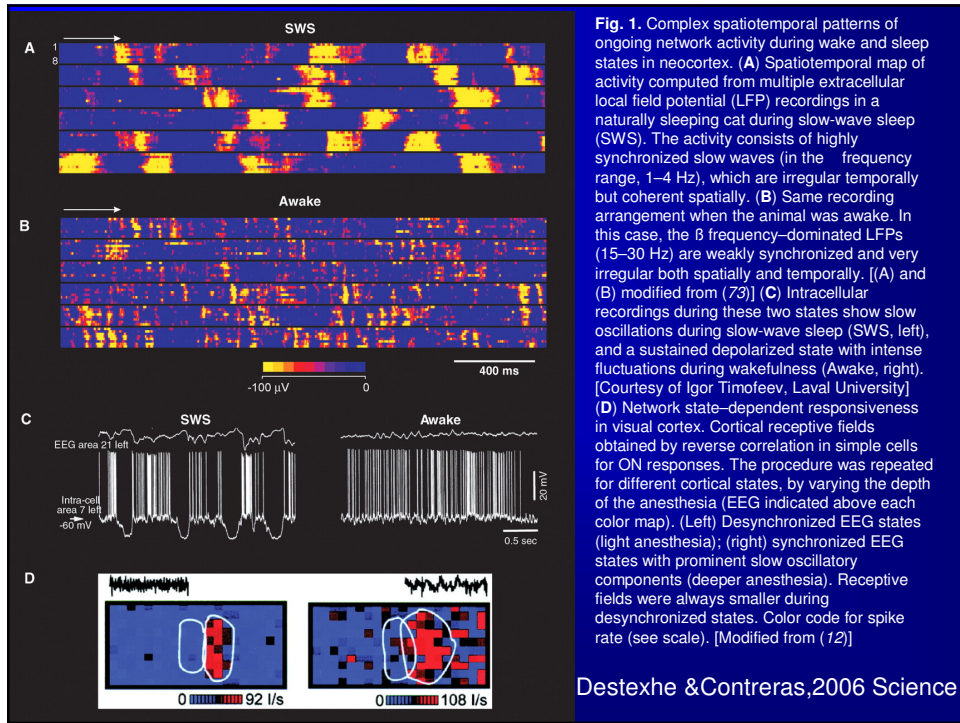 SWS
A
1
8
Awake
B
-100 µV
0
400 ms
C
SWS
Awake
EEG area 21 left
Intra-cell
area 7 left
-60 mV
20 mV
0.5 sec
D
0
92 I/s
0
108 I/s
Fig. 1. Complex spatiotemporal patterns of
ongoing network activity during wake and sleep
states in neocortex. (A) Spatiotemporal map of
activity computed from multiple extracellular
local field potential (LFP) recordings in a
naturally sleeping cat during slow-wave sleep
(SWS). The activity consists of highly
synchronized slow waves (in the frequency
range, 1–4 Hz), which are irregular temporally
but coherent spatially. (B) Same recording
arrangement when the animal was awake. In
this case, the ß frequency–dominated LFPs
(15–30 Hz) are weakly synchronized and very
irregular both spatially and temporally. [(A) and
(B) modified from (73)] (C) Intracellular
recordings during these two states show slow
oscillations during slow-wave sleep (SWS, left),
and a sustained depolarized state with intense
fluctuations during wakefulness (Awake, right).
[Courtesy of Igor Timofeev, Laval University]
(D) Network state–dependent responsiveness
in visual cortex. Cortical receptive fields
obtained by reverse correlation in simple cells
for ON responses. The procedure was repeated
for different cortical states, by varying the depth
of the anesthesia (EEG indicated above each
color map). (Left) Desynchronized EEG states
(light anesthesia); (right) synchronized EEG
states with prominent slow oscillatory
components (deeper anesthesia). Receptive
fields were always smaller during
desynchronized states. Color code for spike
rate (see scale). [Modified from (12)]
Destexhe &Contreras,2006 Science